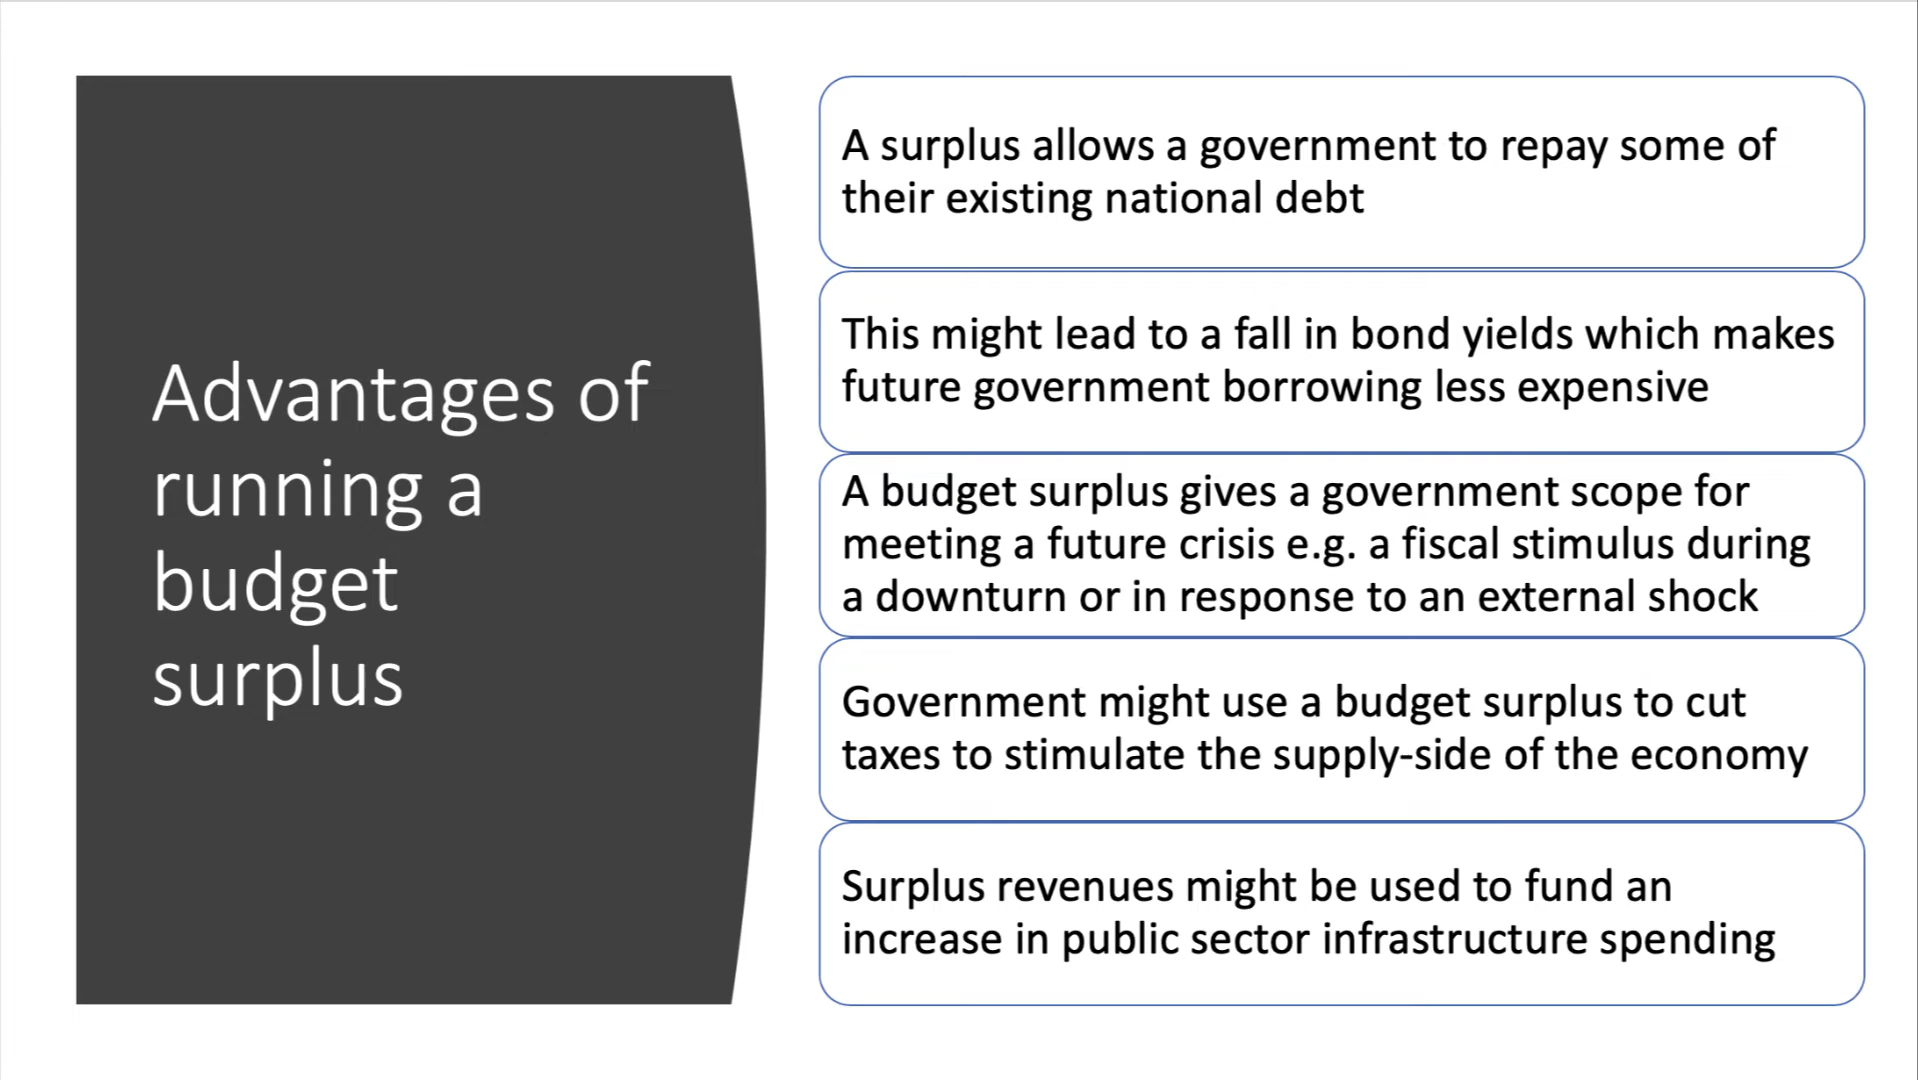 Advantages of
running a
budget
surplus
A surplus allows a government to repay some of
their existing national debt
This might lead to a fall in bond yields which makes
future government borrowing less expensive
A budget surplus gives a government scope for
meeting a future crisis e.g. a fiscal stimulus during
a downturn or in response to an external shock
Government might use a budget surplus to cut
taxes to stimulate the supply-side of the economy
Surplus revenues might be used to fund an
increase in public sector infrastructure spending